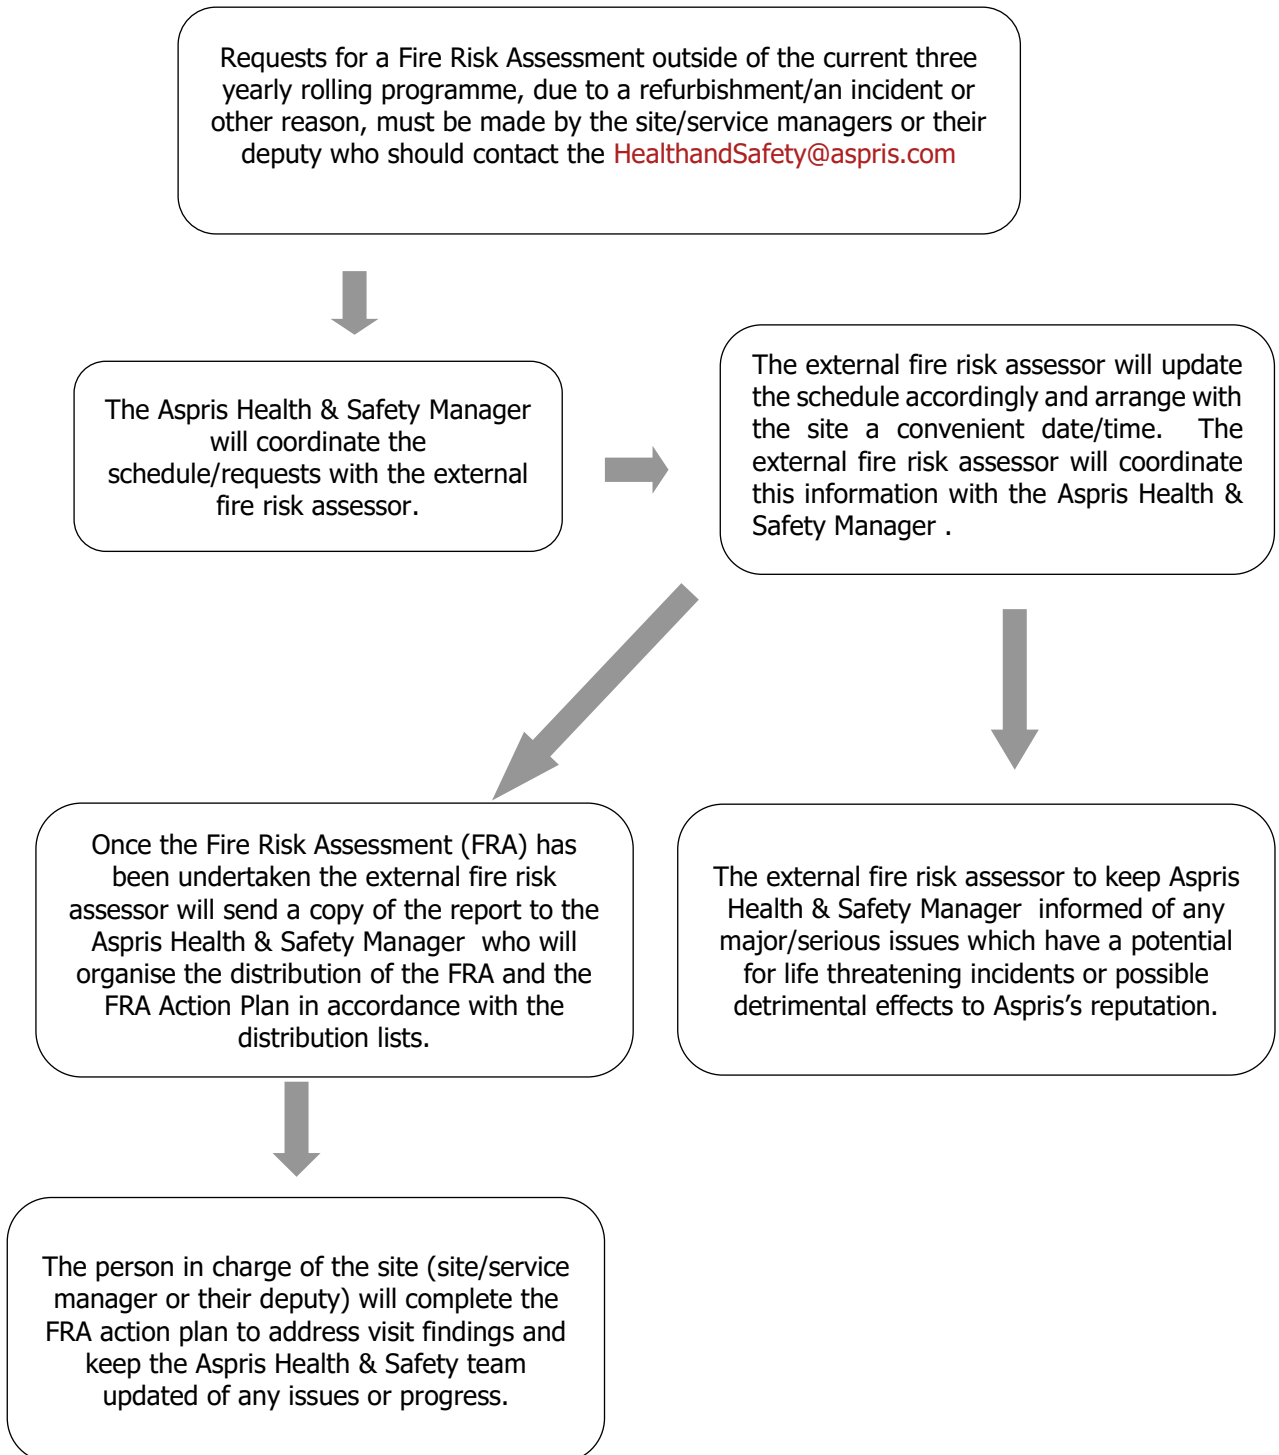 Requests for a Fire Risk Assessment outside of the current three
yearly rolling programme, due to a refurbishment/an incident or
other reason, must be made by the site/service managers or their
deputy who should contact the HealthandSafety@aspris.com
The Aspris Health & Safety Manager
will coordinate the
schedule/requests with the external
fire risk assessor.
The external fire risk assessor will update
the schedule accordingly and arrange with
the site a convenient date/time. The
external fire risk assessor will coordinate
this information with the Aspris Health &
Safety Manager .
Once the Fire Risk Assessment (FRA) has
been undertaken the external fire risk
assessor will send a copy of the report to the
Aspris Health & Safety Manager who will
organise the distribution of the FRA and the
FRA Action Plan in accordance with the
distribution lists.
The external fire risk assessor to keep Aspris
Health & Safety Manager informed of any
major/serious issues which have a potential
for life threatening incidents or possible
detrimental effects to Aspris's reputation.
The person in charge of the site (site/service
manager or their deputy) will complete the
FRA action plan to address visit findings and
keep the Aspris Health & Safety team
updated of any issues or progress.